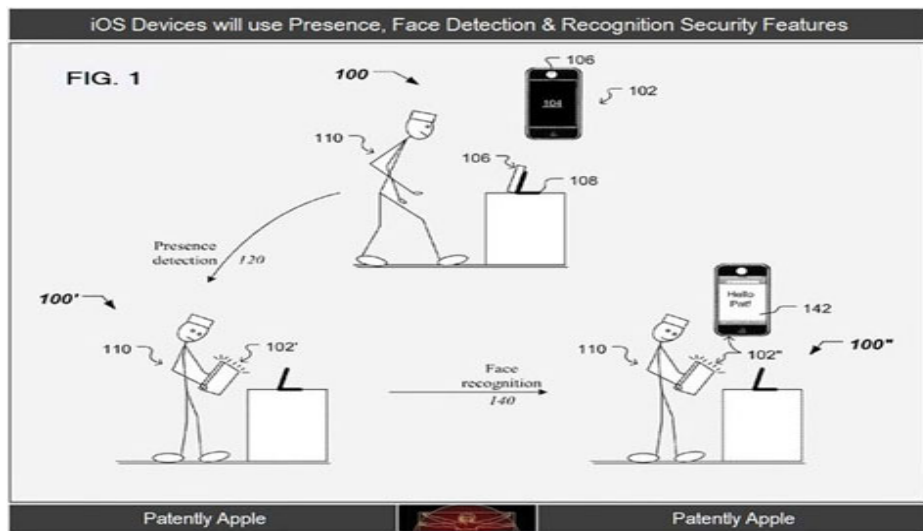 iOS Devices will use Presence, Face Detection & Recognition Security Features
FIG. 1
100
106
104
102
110
106
108
Presence
detection
120
100'
110
102'
Face
recognition
140
Hello
Pat!
142
110
102"
100"
Patently Apple
Patently Apple